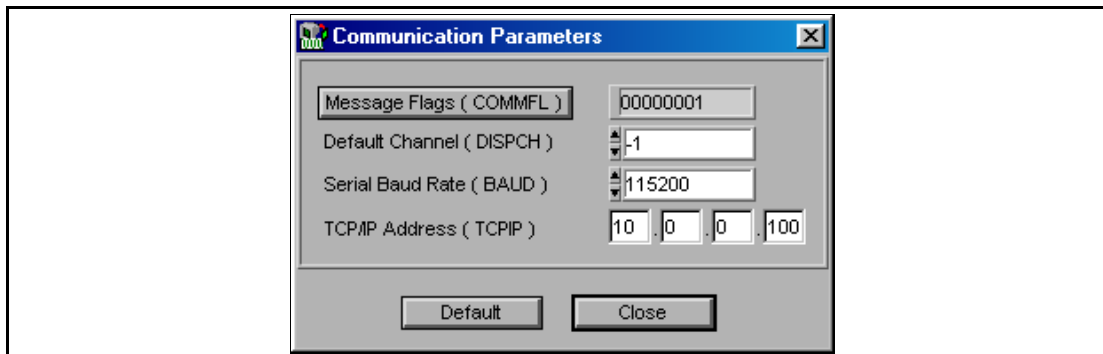 Communication Parameters
Message Flags ( COMMFL ) 00000001
Default Channel ( DISPCH ) -1
Serial Baud Rate ( BAUD ) 115200
TCP/IP Address ( TCPIP ) 10 . 0 . 0 . 100
Default Close